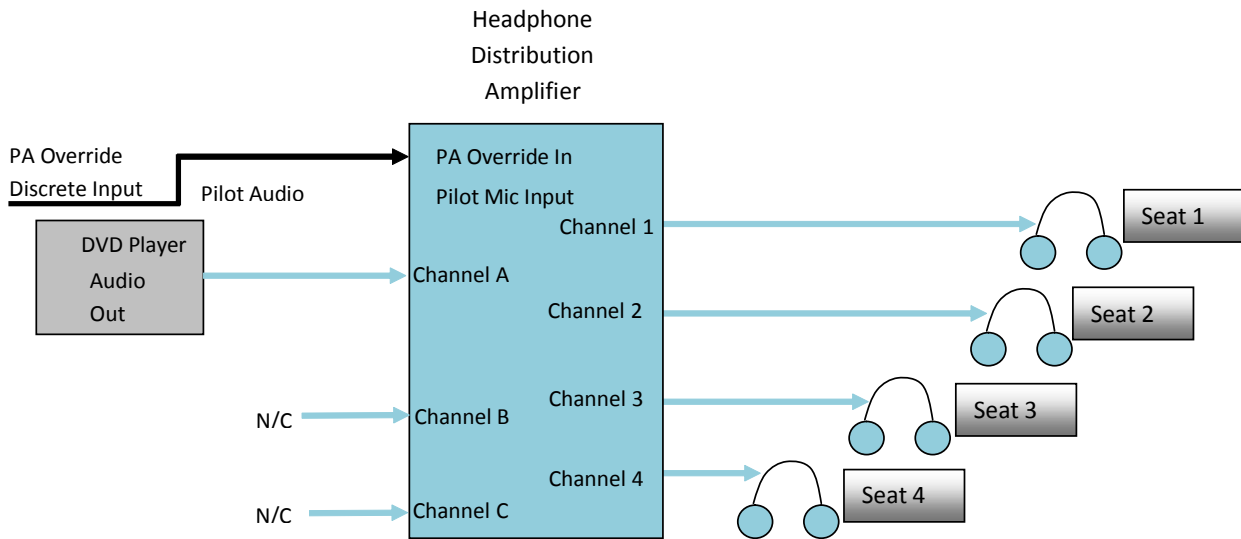 Headphone
Distribution
Amplifier
PA Override
Discrete Input
Pilot Audio
PA Override In
Pilot Mic Input
Channel 1
Seat 1
DVD Player
Audio
Out
Channel A
Channel 2
Seat 2
N/C
Channel B
Channel 3
Seat 3
N/C
Channel C
Channel 4
Seat 4